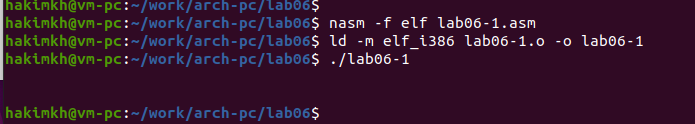 hakimkh@vm-pc:~/work/arch-pc/lab06$
hakimkh@vm-pc:~/work/arch-pc/lab06$ nasm -f elf lab06-1.asm
hakimkh@vm-pc:~/work/arch-pc/lab06$ ld -m elf_i386 lab06-1.o -o lab06-1
hakimkh@vm-pc:~/work/arch-pc/lab06$ ./lab06-1
hakimkh@vm-pc:~/work/arch-pc/lab06$